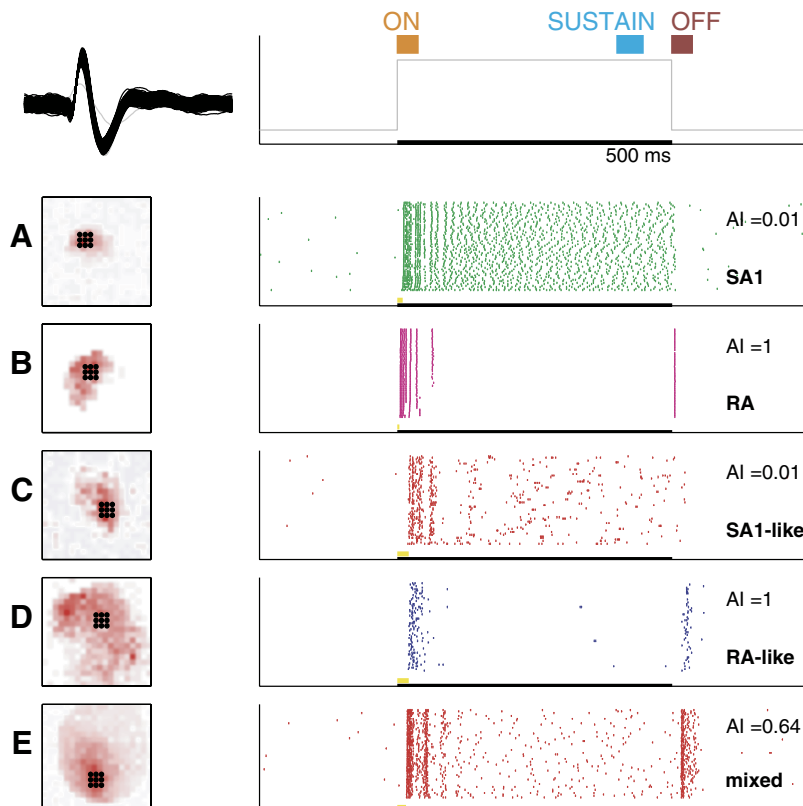 ON SUSTAIN OFF
500 ms
A
AI =0.01
SA1
B
AI =1
RA
C
AI =0.01
SA1-like
D
AI =1
RA-like
E
AI =0.64
mixed